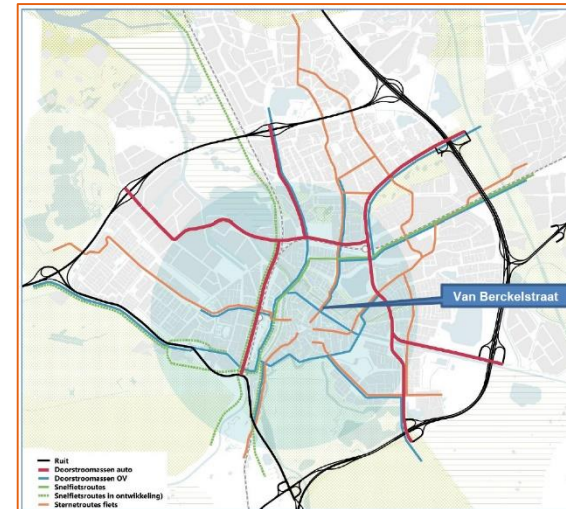 Van Berckelstraat
Ruit
Doorstroomassen auto
Doorstroomassen OV
Snelfietsroutes
Snelfietsroutes in ontwikkeling)
Sternetroutes fiets